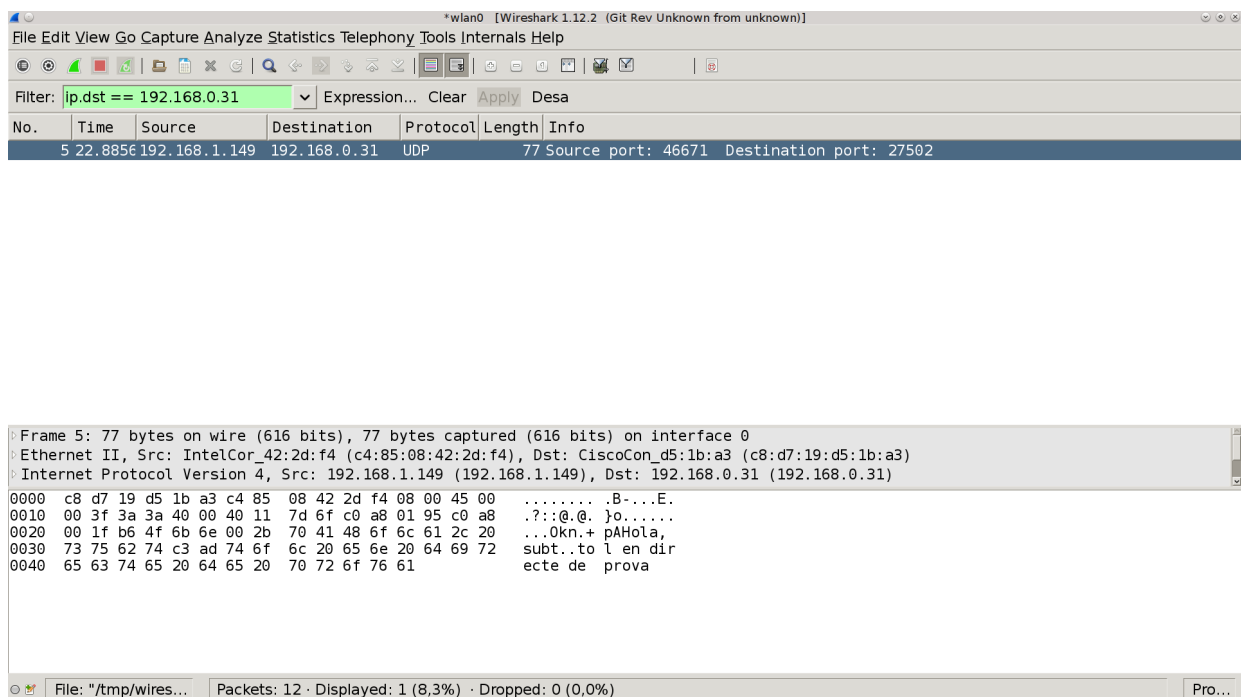 *wlan0 [Wireshark 1.12.2 (Git Rev Unknown from unknown)]
File Edit View Go Capture Analyze Statistics Telephony Tools Internals Help
Filter: ip.dst == 192.168.0.31 Expression... Clear Apply Desa
No. Time Source Destination Protocol Length Info
5 22.8856 192.168.1.149 192.168.0.31 UDP 77 Source port: 46671 Destination port: 27502
Frame 5: 77 bytes on wire (616 bits), 77 bytes captured (616 bits) on interface 0
Ethernet II, Src: IntelCor_42:2d:f4 (c4:85:08:42:2d:f4), Dst: CiscoCon_d5:1b:a3 (c8:d7:19:d5:1b:a3)
Internet Protocol Version 4, Src: 192.168.1.149 (192.168.1.149), Dst: 192.168.0.31 (192.168.0.31)
0000 c8 d7 19 d5 1b a3 c4 85 08 42 2d f4 08 00 45 00 ........ .B-...E.
0010 00 3f 3a 3a 40 00 40 11 7d 6f c0 a8 01 95 c0 a8 .?::@.@. }o......
0020 00 1f b6 4f 6b 6e 00 2b 70 41 48 6f 6c 61 2c 20 ...Okn.+ pAHola,
0030 73 75 62 74 c3 ad 74 6f 6c 20 65 6e 20 64 69 72 subt..to l en dir
0040 65 63 74 65 20 64 65 20 70 72 6f 76 61 ecte de prova
File: "/tmp/wires... Packets: 12 · Displayed: 1 (8,3%) · Dropped: 0 (0,0%) Pro...